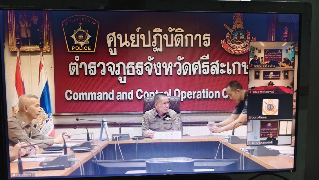 ศูนย์ปฏิบัติการ
POLICE
ตำรวจภูธรจังหวัดศรีสะเกษ
Command and Control Operation